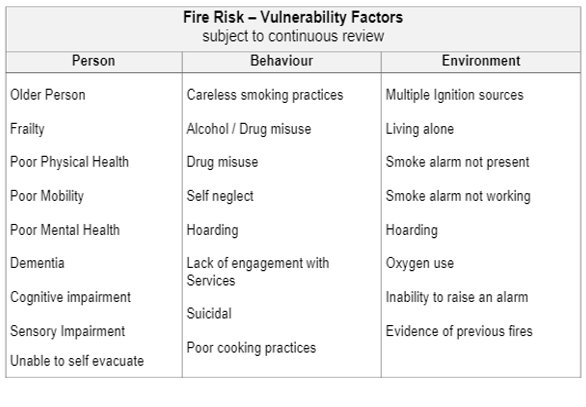 Fire Risk – Vulnerability Factors
subject to continuous review
Person
Behaviour
Environment
Older Person
Careless smoking practices
Multiple Ignition sources
Frailty
Alcohol / Drug misuse
Living alone
Poor Physical Health
Drug misuse
Smoke alarm not present
Poor Mobility
Self neglect
Smoke alarm not working
Poor Mental Health
Hoarding
Hoarding
Dementia
Lack of engagement with
Services
Oxygen use
Cognitive impairment
Suicidal
Inability to raise an alarm
Sensory Impairment
Poor cooking practices
Evidence of previous fires
Unable to self evacuate